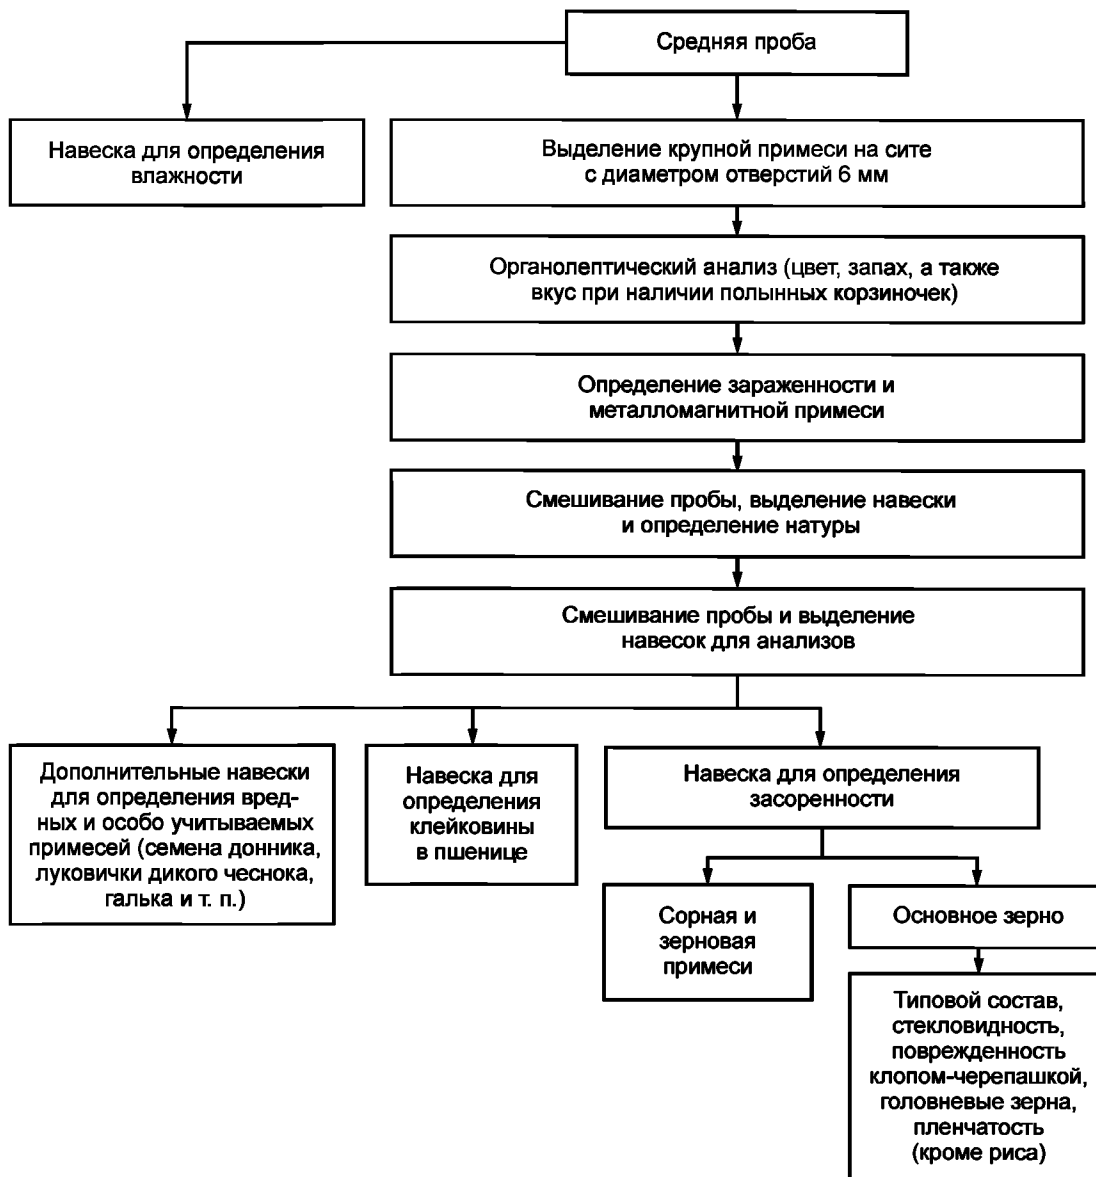 Средняя проба
Навеска для определения
влажности
Выделение крупной примеси на сите
с диаметром отверстий 6 мм
Органолептический анализ (цвет, запах, а также
вкус при наличии полынных корзиночек)
Определение зараженности и
металломагнитной примеси
Смешивание пробы, выделение навески
и определение натуры
Смешивание пробы и выделение
навесок для анализов
Дополнительные навески
для определения вред-
ных и особо учитываемых
примесей (семена донника,
луковички дикого чеснока,
галька и т. п.)
Навеска для
определения
клейковины
в пшенице
Навеска для определения
засоренности
Сорная и
зерновая
примеси
Основное зерно
Типовой состав,
стекловидность,
поврежденность
клопом-черепашкой,
головневые зерна,
пленчатость
(кроме риса)